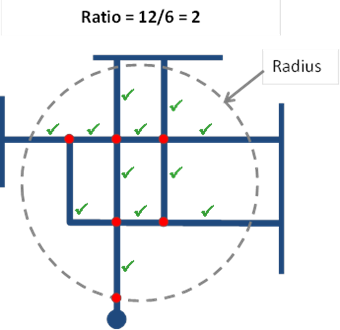 Ratio = 12/6 = 2
Radius